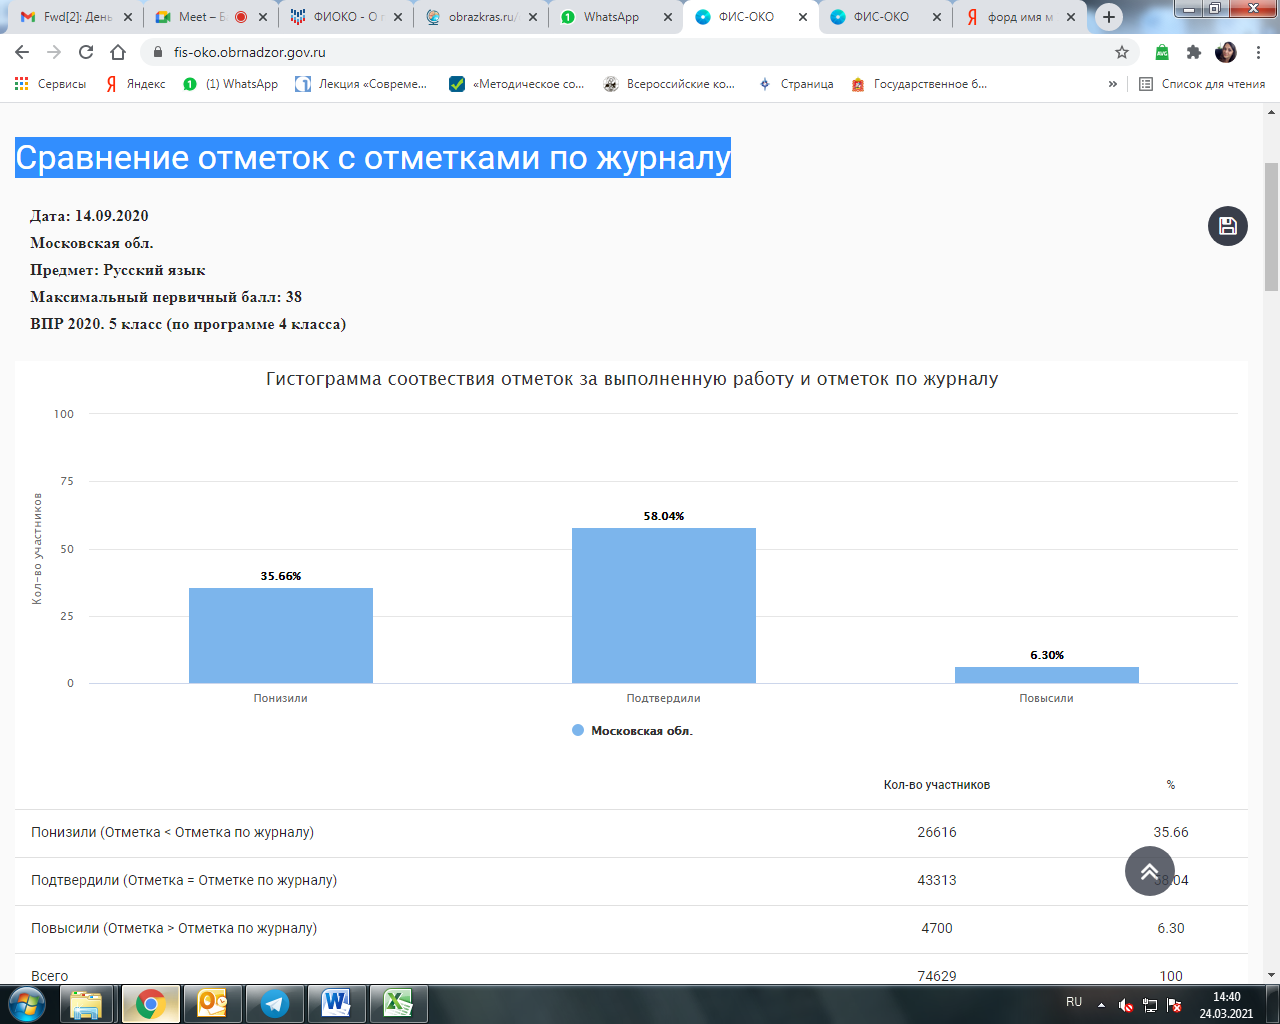 Fwd[2]: День
Meet – Б
ФИОКО - О
obrazkras.ru/
WhatsApp
ФИС-ОКО
ФИС-ОКО
форд имя м
fis-oko.obrnadzor.gov.ru
Сервисы
Яндекс
(1) WhatsApp
Лекция «Совреме...
«Методическое со...
Всероссийские ко...
Страница
Государственное б...
»
Список для чтения
Сравнение отметок с отметками по журналу
Дата: 14.09.2020
Московская обл.
Предмет: Русский язык
Максимальный первичный балл: 38
ВПР 2020. 5 класс (по программе 4 класса)
Гистограмма соотвествия отметок за выполненную работу и отметок по журналу
Кол-во участников
100
75
50
25
0
35.66%
58.04%
6.30%
Понизили
Подтвердили
Повысили
Московская обл.
Кол-во участников %
Понизили (Отметка < Отметка по журналу) 26616 35.66
Подтвердили (Отметка = Отметке по журналу) 43313 58.04
Повысили (Отметка > Отметка по журналу) 4700 6.30
Всего 74629 100
RU
14:40
24.03.2021